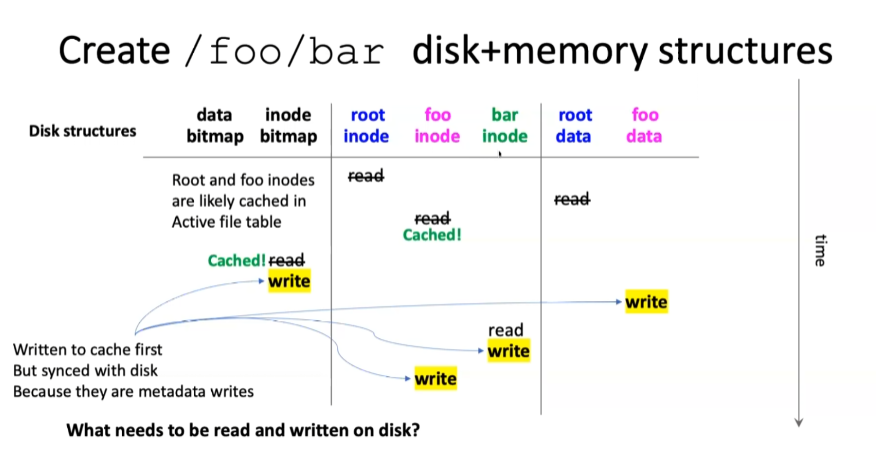 Create /foo/bar disk+memory structures
Disk structures
data bitmap
inode bitmap
root inode
foo inode
bar inode
root data
foo data
Root and foo inodes
are likely cached in
Active file table
read
read
read
Cached!
Cached! read
write
write
read
write
write
Written to cache first
But synced with disk
Because they are metadata writes
What needs to be read and written on disk?
time